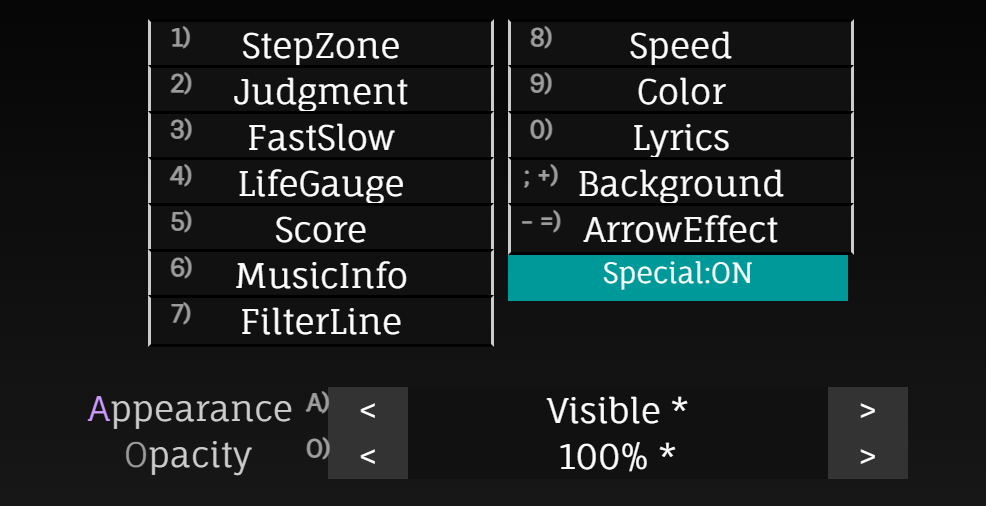 1) StepZone
2) Judgment
3) FastSlow
4) LifeGauge
5) Score
6) MusicInfo
7) FilterLine
8) Speed
9) Color
0) Lyrics
; +) Background
- =) ArrowEffect
Special:ON
Appearance A) < Visible * >
Opacity O) < 100% * >